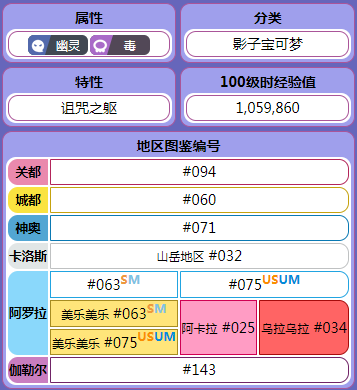 属性 分类
幽灵 毒 影子宝可梦
特性 100级时经验值
诅咒之躯 1,059,860
地区图鉴编号
关都 #094
城都 #060
神奥 #071
卡洛斯 山岳地区 #032
阿罗拉 #063SM #075USUM
美乐美乐 #063SM 阿卡拉 #025 乌拉乌拉 #034
美乐美乐 #075USUM
伽勒尔 #143